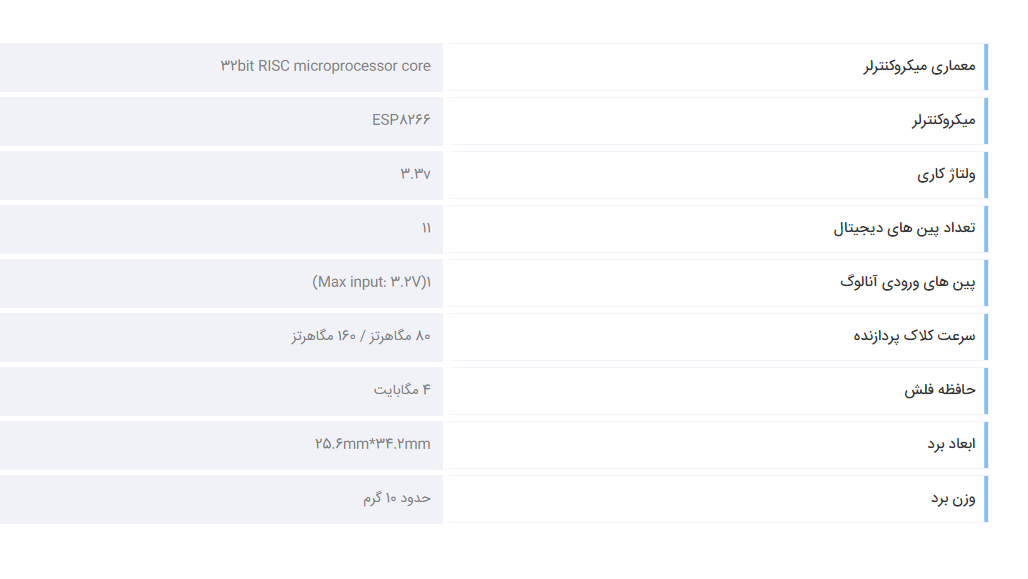 معماری میکروکنترلر
۳۲bit RISC microprocessor core
میکروکنترلر
ESP۸۲۶۶
ولتاژ کاری
۳.۳v
تعداد پین های دیجیتال
۱۱
پین های ورودی آنالوگ
۱(Max input: ۳.۲V)
سرعت کلاک پردازنده
۸۰ مگاهرتز / ۱۶۰ مگاهرتز
حافظه فلش
۴ مگابایت
ابعاد برد
۲۵.۶mm*۳۴.۲mm
وزن برد
حدود ۱۰ گرم